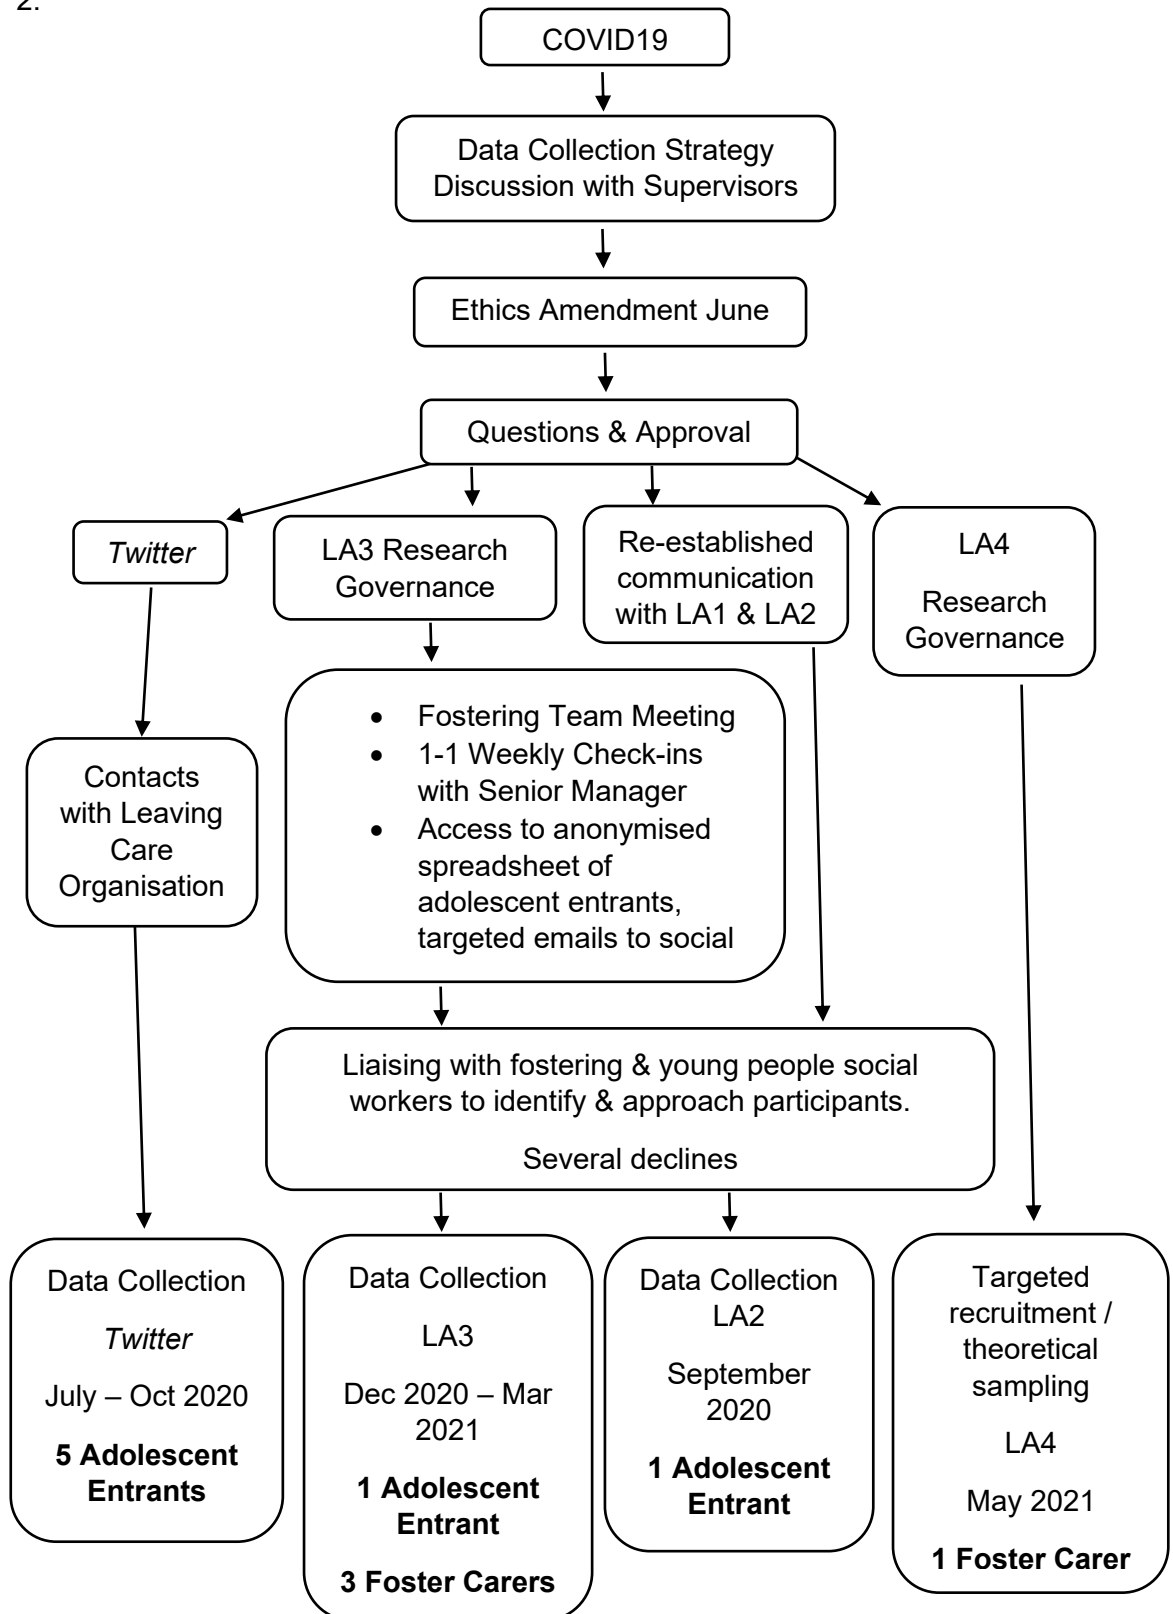 2.
COVID19
Data Collection Strategy
Discussion with Supervisors
Ethics Amendment June
Questions & Approval
Twitter
LA3 Research
Governance
Re-established
communication
with LA1 & LA2
LA4
Research
Governance
• Fostering Team Meeting
• 1-1 Weekly Check-ins
with Senior Manager
• Access to anonymised
spreadsheet of
adolescent entrants,
targeted emails to social
Contacts
with Leaving
Care
Organisation
Liaising with fostering & young people social
workers to identify & approach participants.
Several declines
Data Collection
Twitter
July – Oct 2020
5 Adolescent
Entrants
Data Collection
LA3
Dec 2020 – Mar
2021
1 Adolescent
Entrant
3 Foster Carers
Data Collection
LA2
September
2020
1 Adolescent
Entrant
Targeted
recruitment /
theoretical
sampling
LA4
May 2021
1 Foster Carer